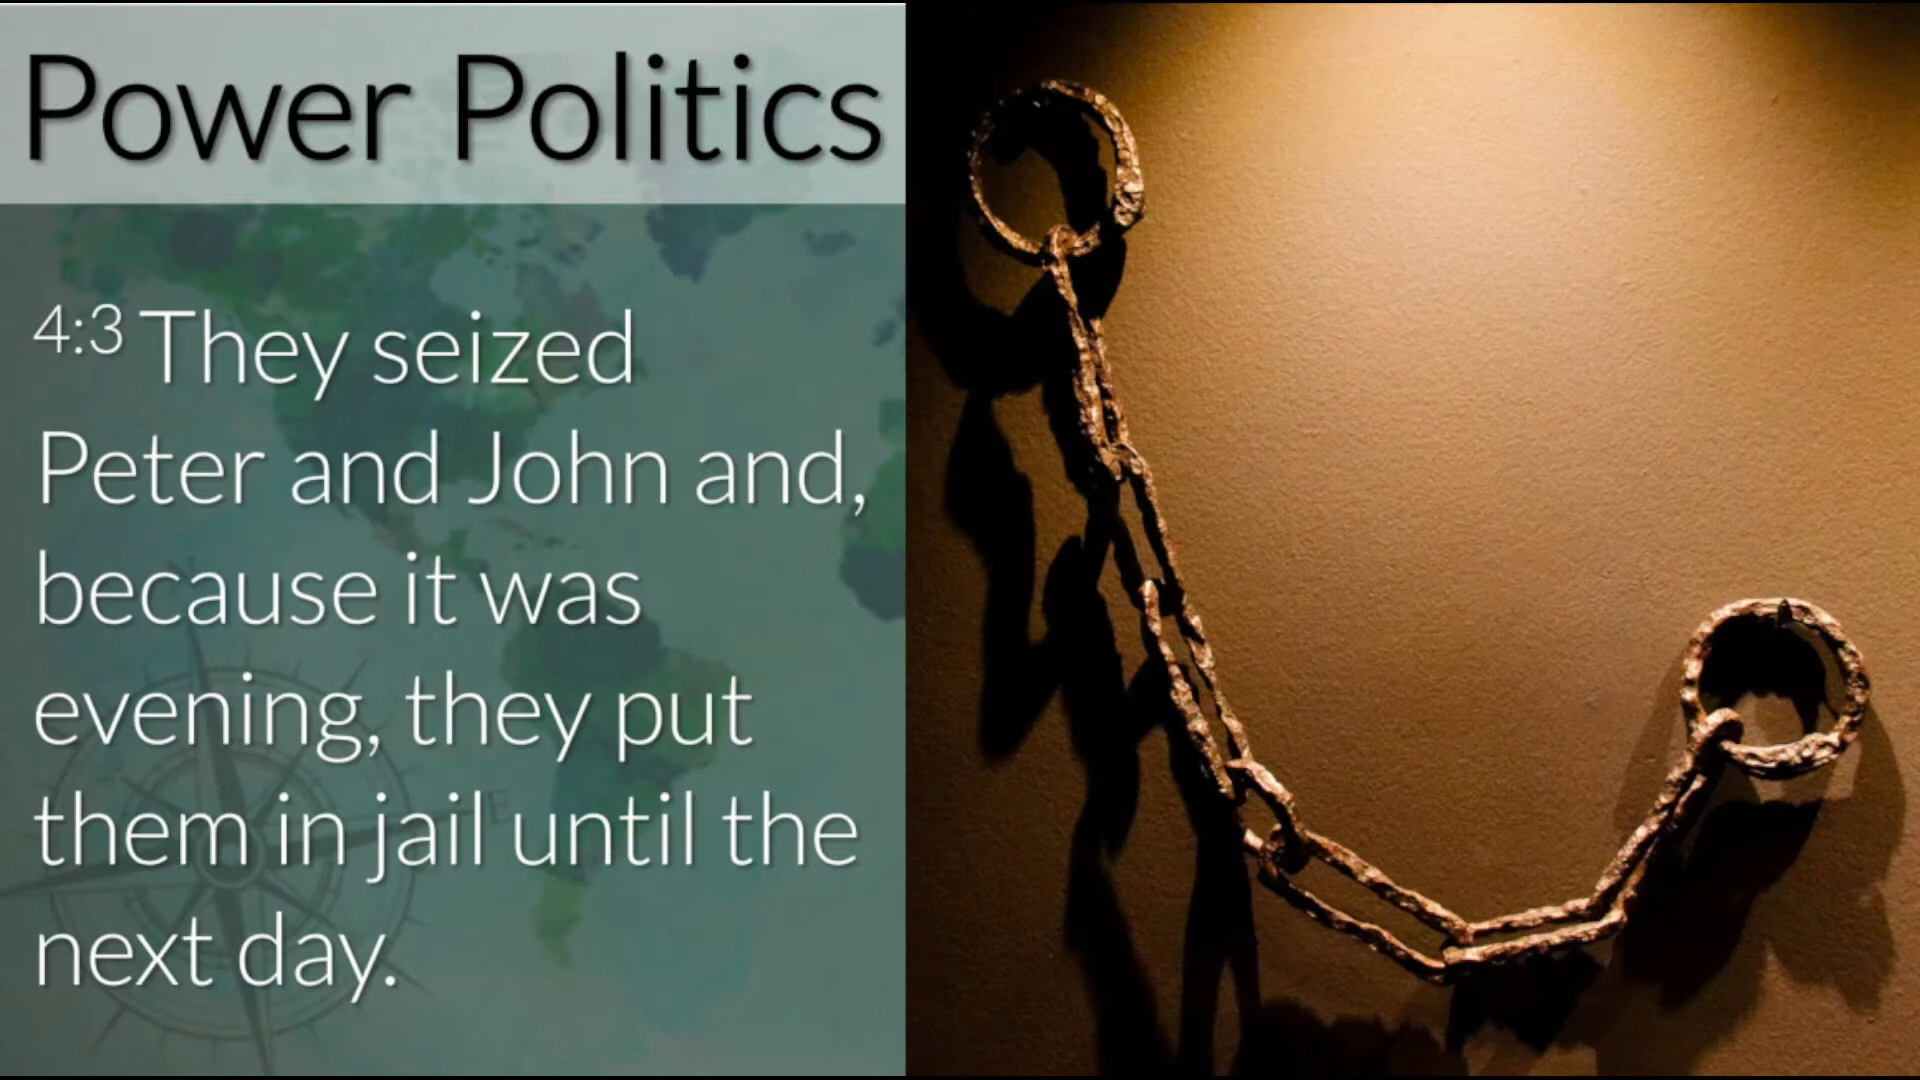 Power Politics
4:3 They seized
Peter and John and,
because it was
evening, they put
them in jail until the
next day.